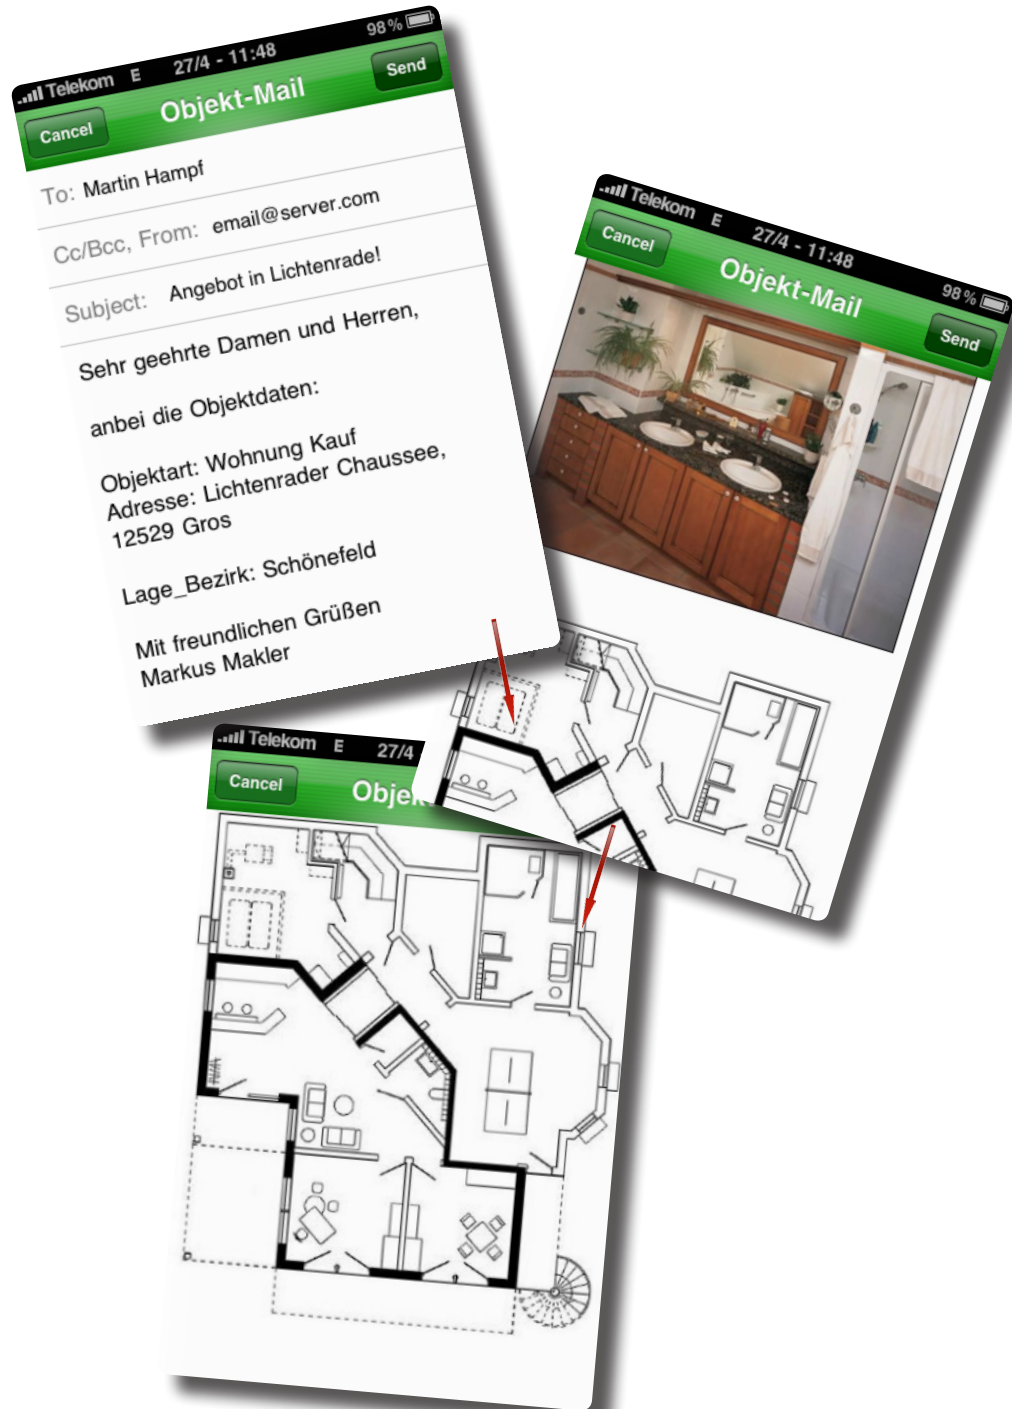 Telekom E 27/4 - 11:48 98%
Cancel Objekt-Mail Send
To: Martin Hampf
Cc/Bcc, From: email@server.com
Subject: Angebot in Lichtenrade!
Sehr geehrte Damen und Herren,
anbei die Objektdaten:
Objektart: Wohnung Kauf
Adresse: Lichtenrader Chaussee,
12529 Gros
Lage_Bezirk: Schönefeld
Mit freundlichen Grüßen
Markus Makler
Telekom E 27/4 - 11:48 98%
Cancel Objekt-Mail Send
Telekom E 27/4
Cancel Objek